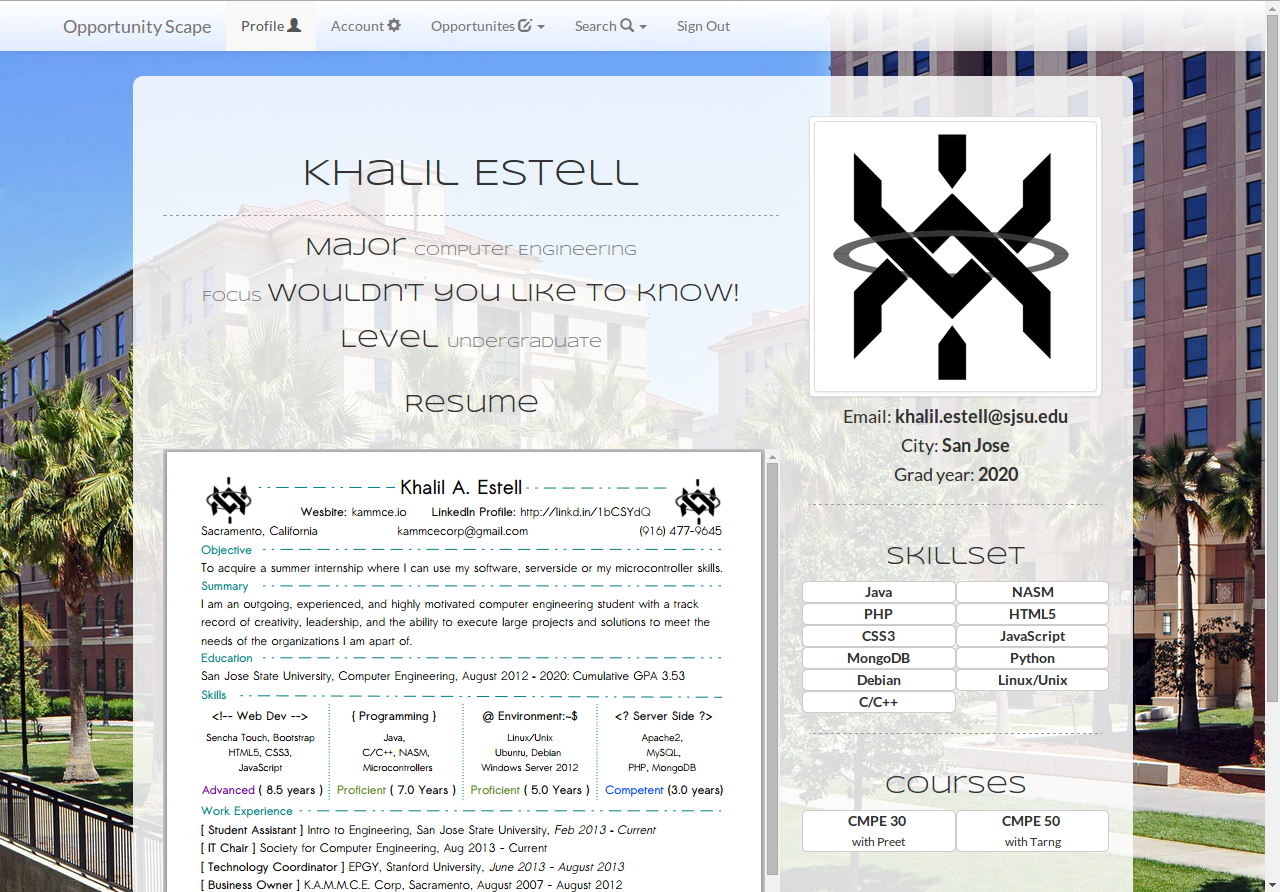 Opportunity Scape Profile Account Opportunites Search Sign Out
Khalil Estell
Major Computer Engineering
Focus Wouldn't you like to know!
Level Undergraduate
Resume
Khalil A. Estell
Wesbite: kammce.io LinkedIn Profile: http://linkd.in/1bCSYdQ
Sacramento, California kammcecorp@gmail.com (916) 477-9645
Objective
To acquire a summer internship where I can use my software, serverside or my microcontroller skills.
Summary
I am an outgoing, experienced, and highly motivated computer engineering student with a track
record of creativity, leadership, and the ability to execute large projects and solutions to meet the
needs of the organizations I am apart of.
Education
San Jose State University, Computer Engineering, August 2012 - 2020: Cumulative GPA 3.53
Skills
<!-- Web Dev --> { Programming } @ Environment:~$ <? Server Side ?>
Sencha Touch, Bootstrap Java, Linux/Unix Apache2,
HTML5, CSS3, C/C++, NASM, Ubuntu, Debian MySQL,
JavaScript Microcontrollers Windows Server 2012 PHP, MongoDB
Advanced ( 8.5 years ) Proficient ( 7.0 Years ) Proficient ( 5.0 Years ) Competent (3.0 years)
Work Experience
[ Student Assistant ] Intro to Engineering, San Jose State University, Feb 2013 - Current
[ IT Chair ] Society for Computer Engineering, Aug 2013 - Current
[ Technology Coordinator ] EPGY, Stanford University, June 2013 - August 2013
[ Business Owner ] K.A.M.M.C.E. Corp, Sacramento, August 2007 - August 2012
Email: khalil.estell@sjsu.edu
City: San Jose
Grad year: 2020
Skillset
Java NASM
PHP HTML5
CSS3 JavaScript
MongoDB Python
Debian Linux/Unix
C/C++
Courses
CMPE 30 CMPE 50
with Preet with Tarng